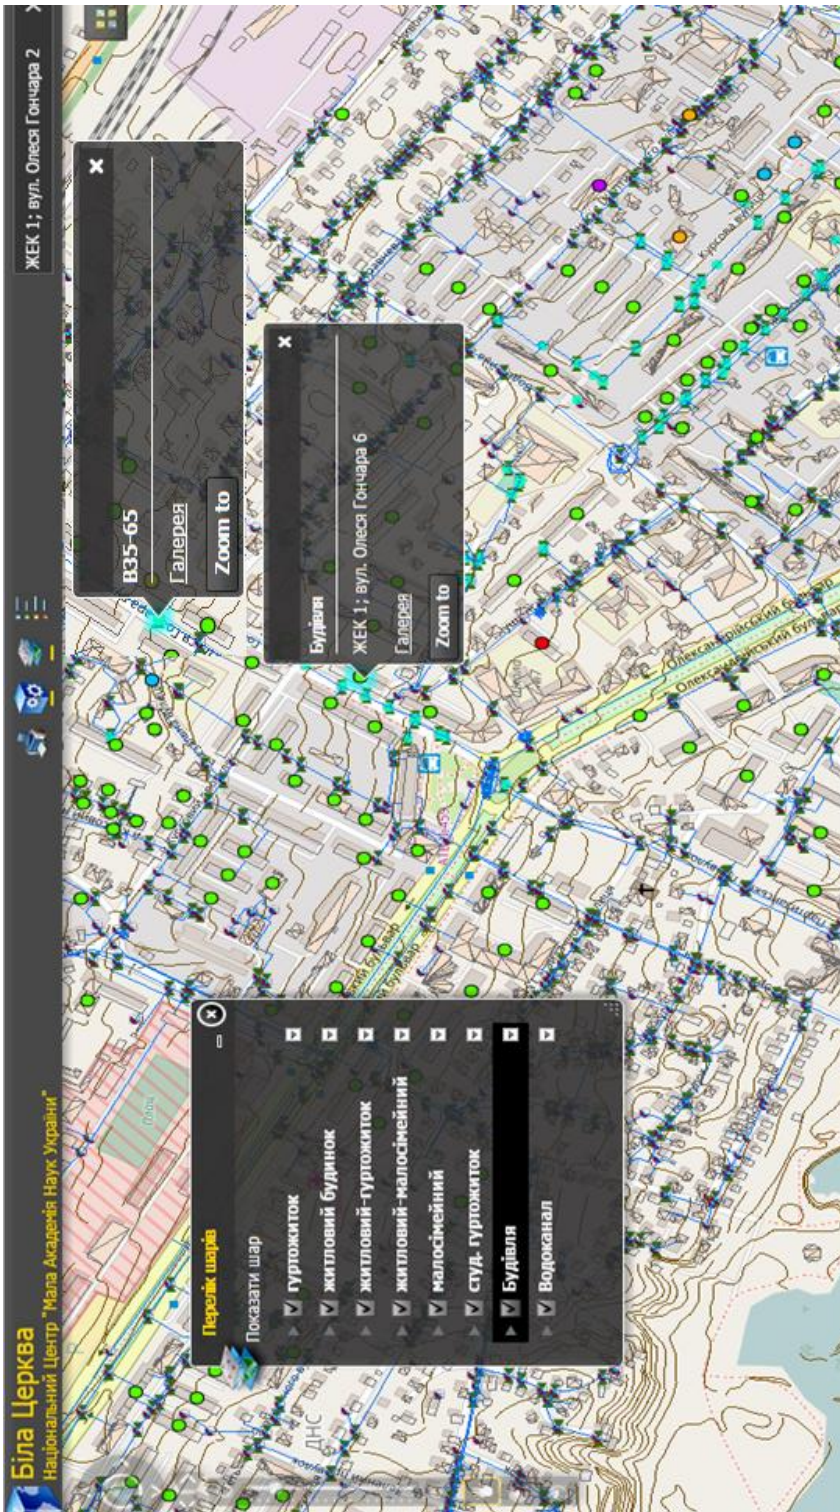 Біла Церква
Національний Центр "Мала Академія Наук України"
ЖЕК 1; вул. Олеся Гончара 2
Перелік шарів
Показати шар
гуртожиток
житловий будинок
житловий-гуртожиток
житловий-малосімейний
малосімейний
студ. гуртожиток
Будівля
Водоканал
В35-65
Галерея
Zoom to
Будівля
ЖЕК 1; вул. Олеся Гончара 6
Галерея
Zoom to
Олександрійський
Олександрійський
Курсова
ДНС